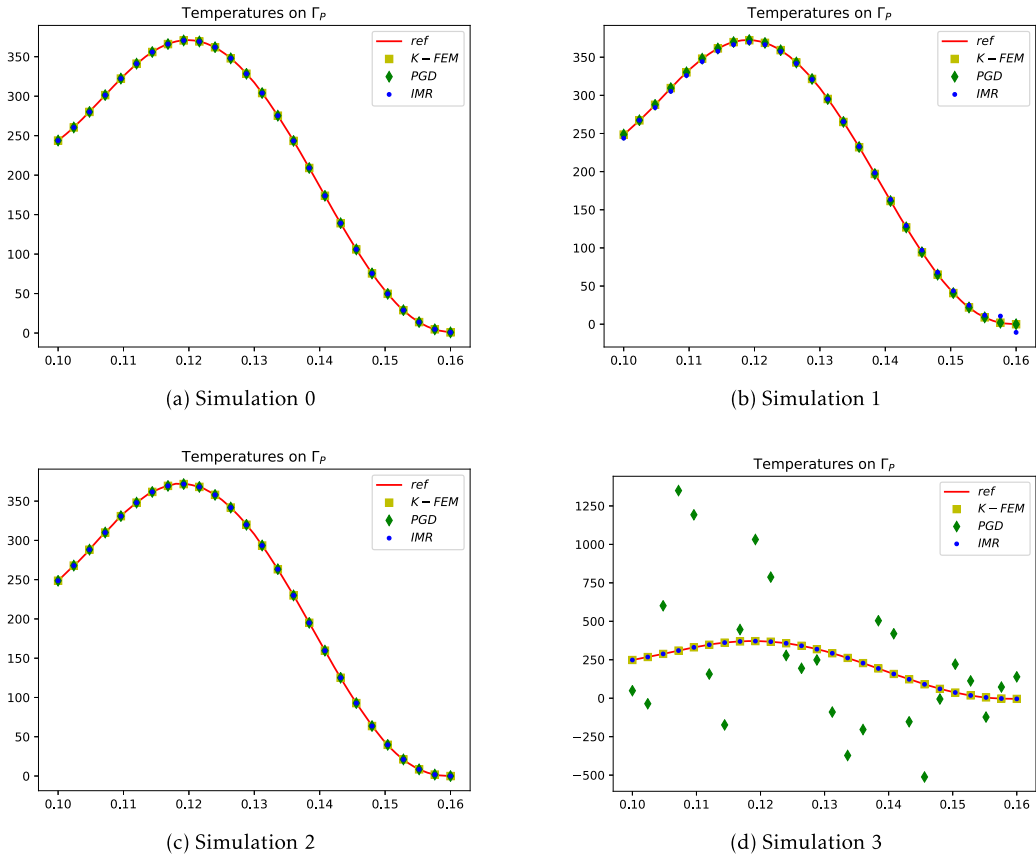 Temperatures on Γ_P
ref
K − FEM
PGD
IMR
350
300
250
200
150
100
50
0
0.10 0.11 0.12 0.13 0.14 0.15 0.16
(a) Simulation 0
Temperatures on Γ_P
ref
K − FEM
PGD
IMR
350
300
250
200
150
100
50
0
0.10 0.11 0.12 0.13 0.14 0.15 0.16
(b) Simulation 1
Temperatures on Γ_P
ref
K − FEM
PGD
IMR
350
300
250
200
150
100
50
0
0.10 0.11 0.12 0.13 0.14 0.15 0.16
(c) Simulation 2
Temperatures on Γ_P
ref
K − FEM
PGD
IMR
1250
1000
750
500
250
0
−250
−500
0.10 0.11 0.12 0.13 0.14 0.15 0.16
(d) Simulation 3